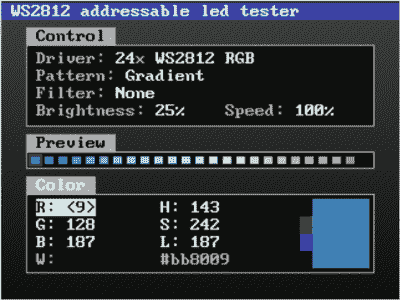 WS2812 addressable led tester
Control
Driver: 24x WS2812 RGB
Pattern: Gradient
Filter: None
Brightness: 25% Speed: 100%
Preview
Color
R: <9> H: 143
G: 128 S: 242
B: 187 L: 187
W: #bb8009